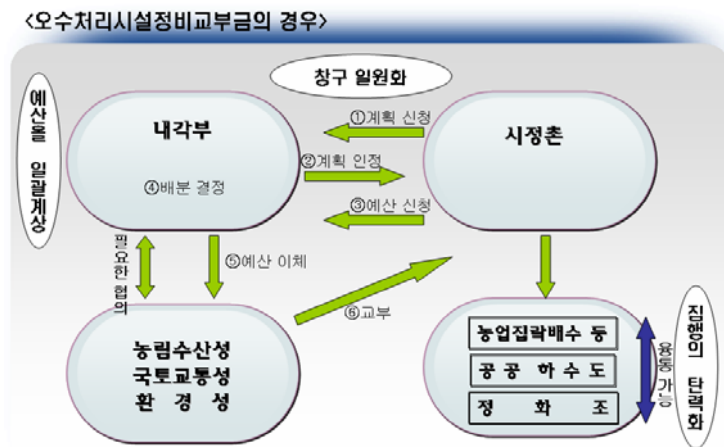 <오수처리시설정비교부금의 경우>
창구 일원화
예산을 일괄계상
내각부
④배분 결정
①계획 신청
②계획 인정
③예산 신청
시정촌
필요한 협의
⑤예산 이체
⑥교부
농림수산성
국토교통성
환 경 성
농업집락배수 등
공 공 하 수 도
정 화 조
융통 가능
집행의 탄력화